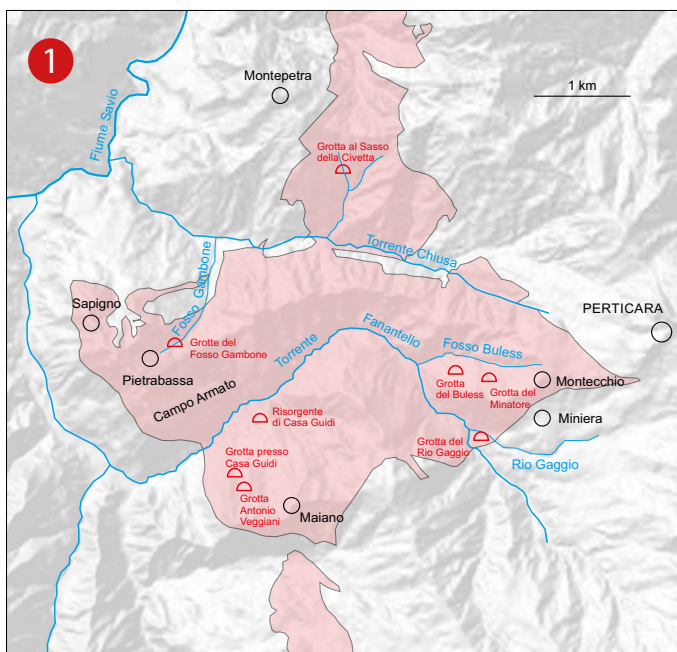 1
Montepetra
1 km
Fiume Savio
Grotta al Sasso
della Civetta
Torrente Chiusa
Fosso Gambone
Sapigno
PERTICARA
Grotte del
Fosso Gambone
Torrente
Fanantello
Fosso Buless
Pietrabassa
Campo Armato
Grotta
del Buless
Grotta del
Minatore
Montecchio
Risorgente
di Casa Guidi
Miniera
Grotta del
Rio Gaggio
Rio Gaggio
Grotta presso
Casa Guidi
Grotta
Antonio
Veggiani
Maiano